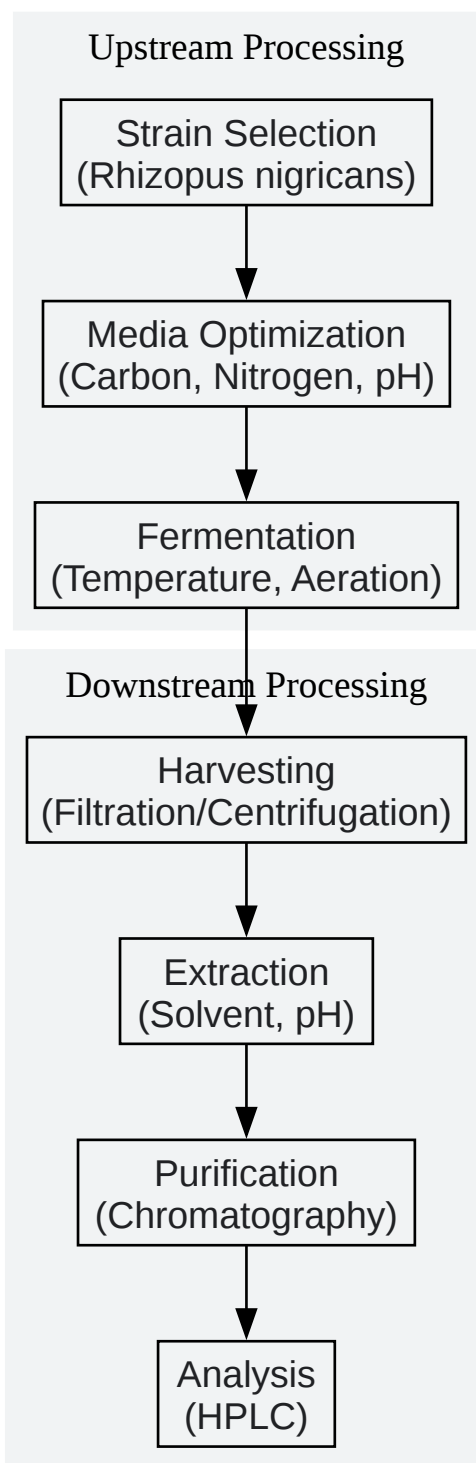 Upstream Processing
Strain Selection
(Rhizopus nigricans)
Media Optimization
(Carbon, Nitrogen, pH)
Fermentation
(Temperature, Aeration)
Downstream Processing
Harvesting
(Filtration/Centrifugation)
Extraction
(Solvent, pH)
Purification
(Chromatography)
Analysis
(HPLC)